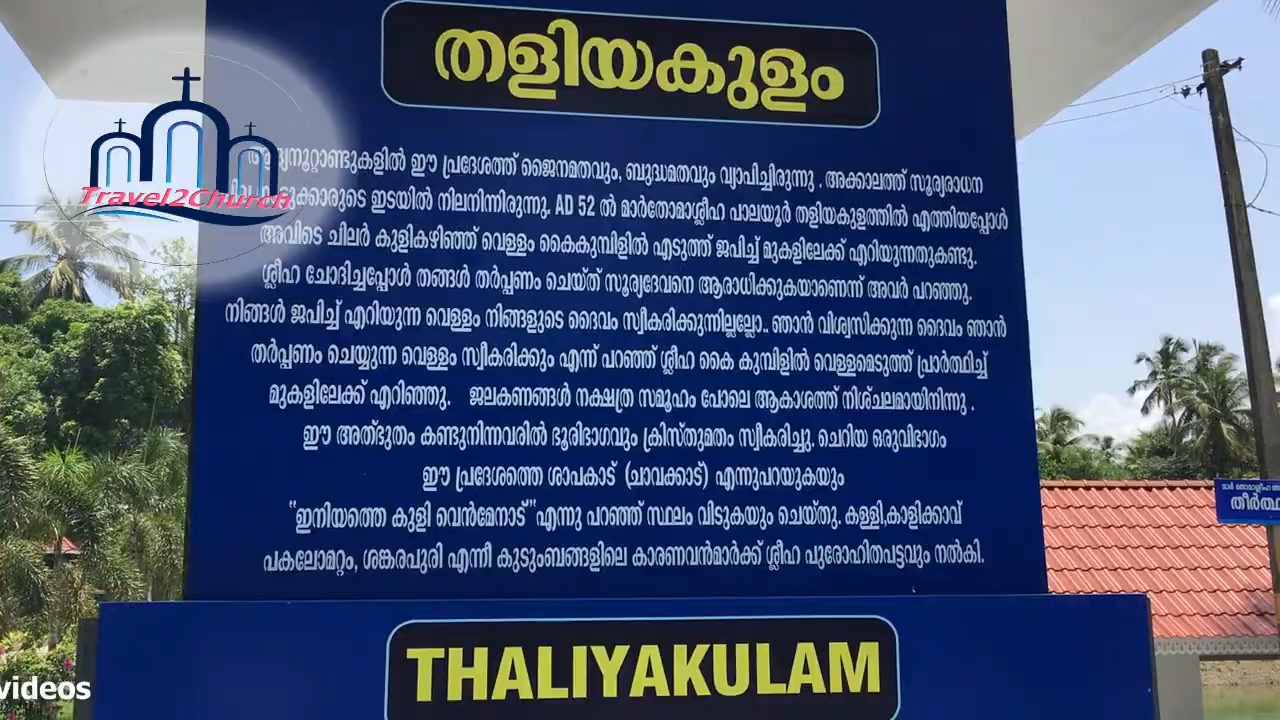 തളിയകുളം
Travel2Church
ആദ്യനൂറ്റാണ്ടുകളിൽ ഈ പ്രദേശത്ത് ജൈനമതവും, ബുദ്ധമതവും വ്യാപിച്ചിരുന്നു . അക്കാലത്ത് സൂര്യരാധന
ഇടയിൽ നിലനിന്നിരുന്നു. AD 52 ൽ മാർതോമാശ്ലീഹ പാലയൂർ തളിയകുളത്തിൽ എത്തിയപ്പോൾ
അവിടെ ചിലർ കുളികഴിഞ്ഞ് വെള്ളം കൈകുമ്പിളിൽ എടുത്ത് ജപിച്ച് മുകളിലേക്ക് എറിയുന്നതുകണ്ടു.
ശ്ലീഹ ചോദിച്ചപ്പോൾ തങ്ങൾ തർപ്പണം ചെയ്ത് സൂര്യദേവനെ ആരാധിക്കുകയാണെന്ന് അവർ പറഞ്ഞു.
നിങ്ങൾ ജപിച്ച് എറിയുന്ന വെള്ളം നിങ്ങളുടെ ദൈവം സ്വീകരിക്കുന്നില്ലല്ലോ.. ഞാൻ വിശ്വസിക്കുന്ന ദൈവം ഞാൻ
തർപ്പണം ചെയ്യുന്ന വെള്ളം സ്വീകരിക്കും എന്ന് പറഞ്ഞ് ശ്ലീഹ കൈ കുമ്പിളിൽ വെള്ളമെടുത്ത് പ്രാർത്ഥിച്ച്
മുകളിലേക്ക് എറിഞ്ഞു. ജലകണങ്ങൾ നക്ഷത്ര സമൂഹം പോലെ ആകാശത്ത് നിശ്ചലമായിനിന്നു .
ഈ അത്ഭുതം കണ്ടുനിന്നവരിൽ ഭൂരിഭാഗവും ക്രിസ്തുമതം സ്വീകരിച്ചു. ചെറിയ ഒരുവിഭാഗം
ഈ പ്രദേശത്തെ ശാപകാട് (ചാവക്കാട്) എന്നുപറയുകയും
"ഇനിയത്തെ കുളി വെൻമേനാട്"എന്നു പറഞ്ഞ് സ്ഥലം വിടുകയും ചെയ്തു. കള്ളി,കാളിക്കാവ്
പകലോമറ്റം, ശങ്കരപുരി എന്നീ കുടുംബങ്ങളിലെ കാരണവൻമാർക്ക് ശ്ലീഹ പുരോഹിതപട്ടവും നൽകി.
THALIYAKULAM
മാർ തോമാശ്ലീഹ
തീർത്ഥ
videos